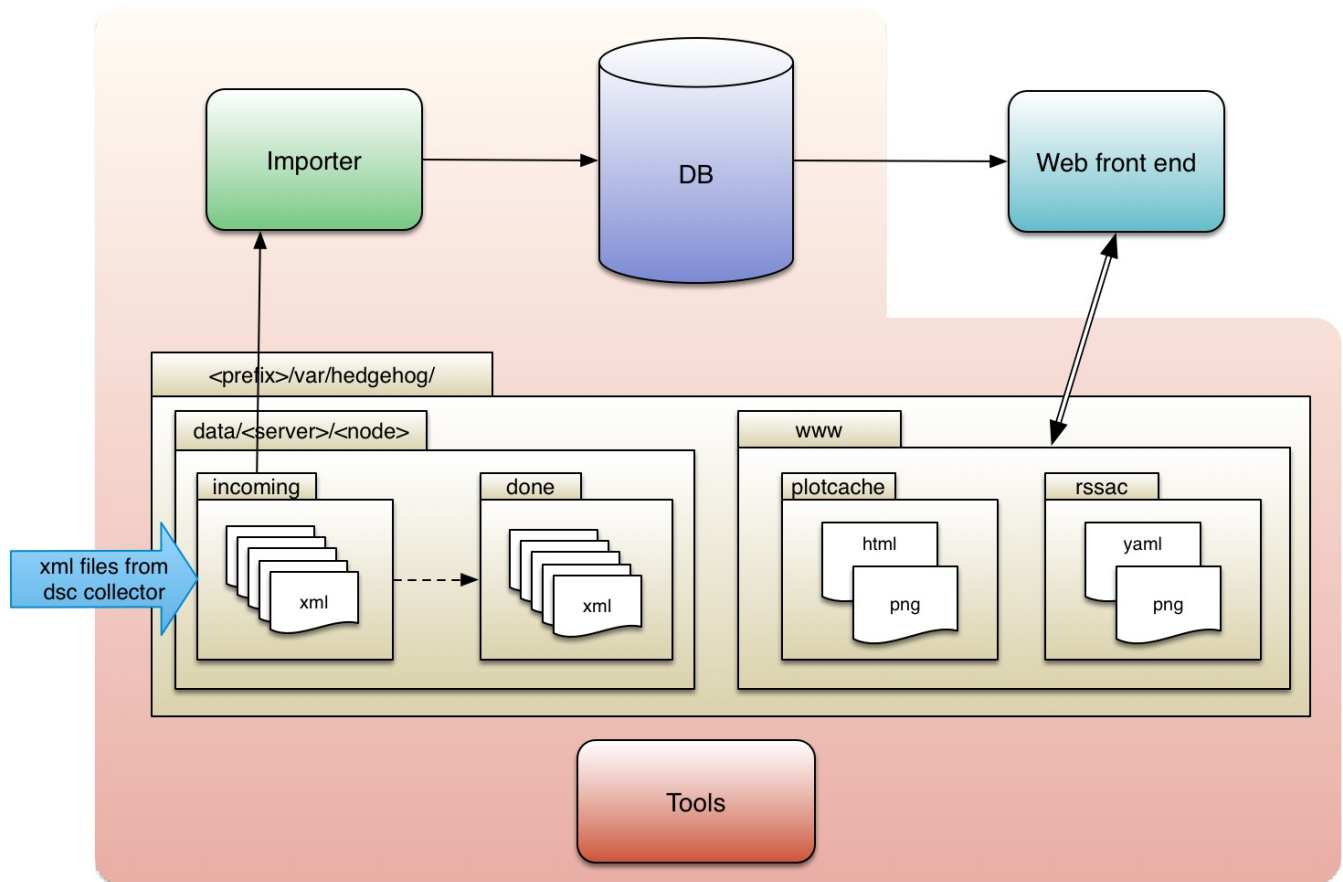 Importer
DB
Web front end
<prefix>/var/hedgehog/
data/<server>/<node>
www
incoming
done
plotcache
rssac
xml files from
dsc collector
xml
xml
html
png
yaml
png
Tools